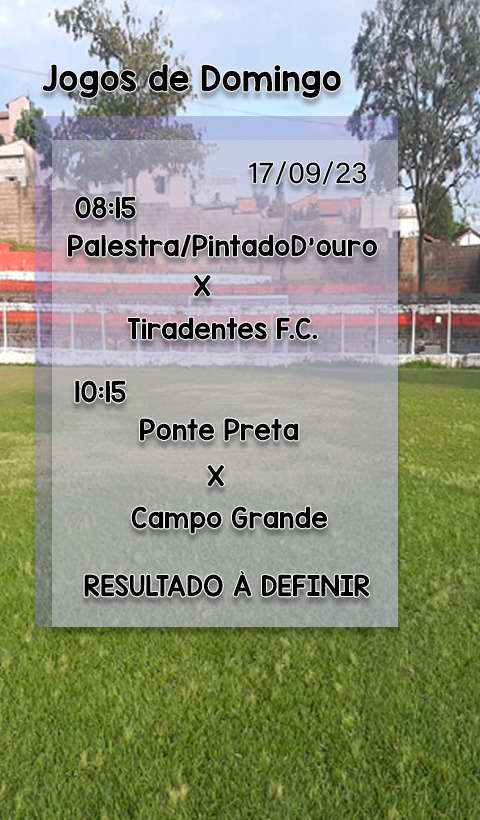 Jogos de Domingo
17/09/23
08:15
Palestra/PintadoD'ouro
X
Tiradentes F.C.
10:15
Ponte Preta
X
Campo Grande
RESULTADO À DEFINIR